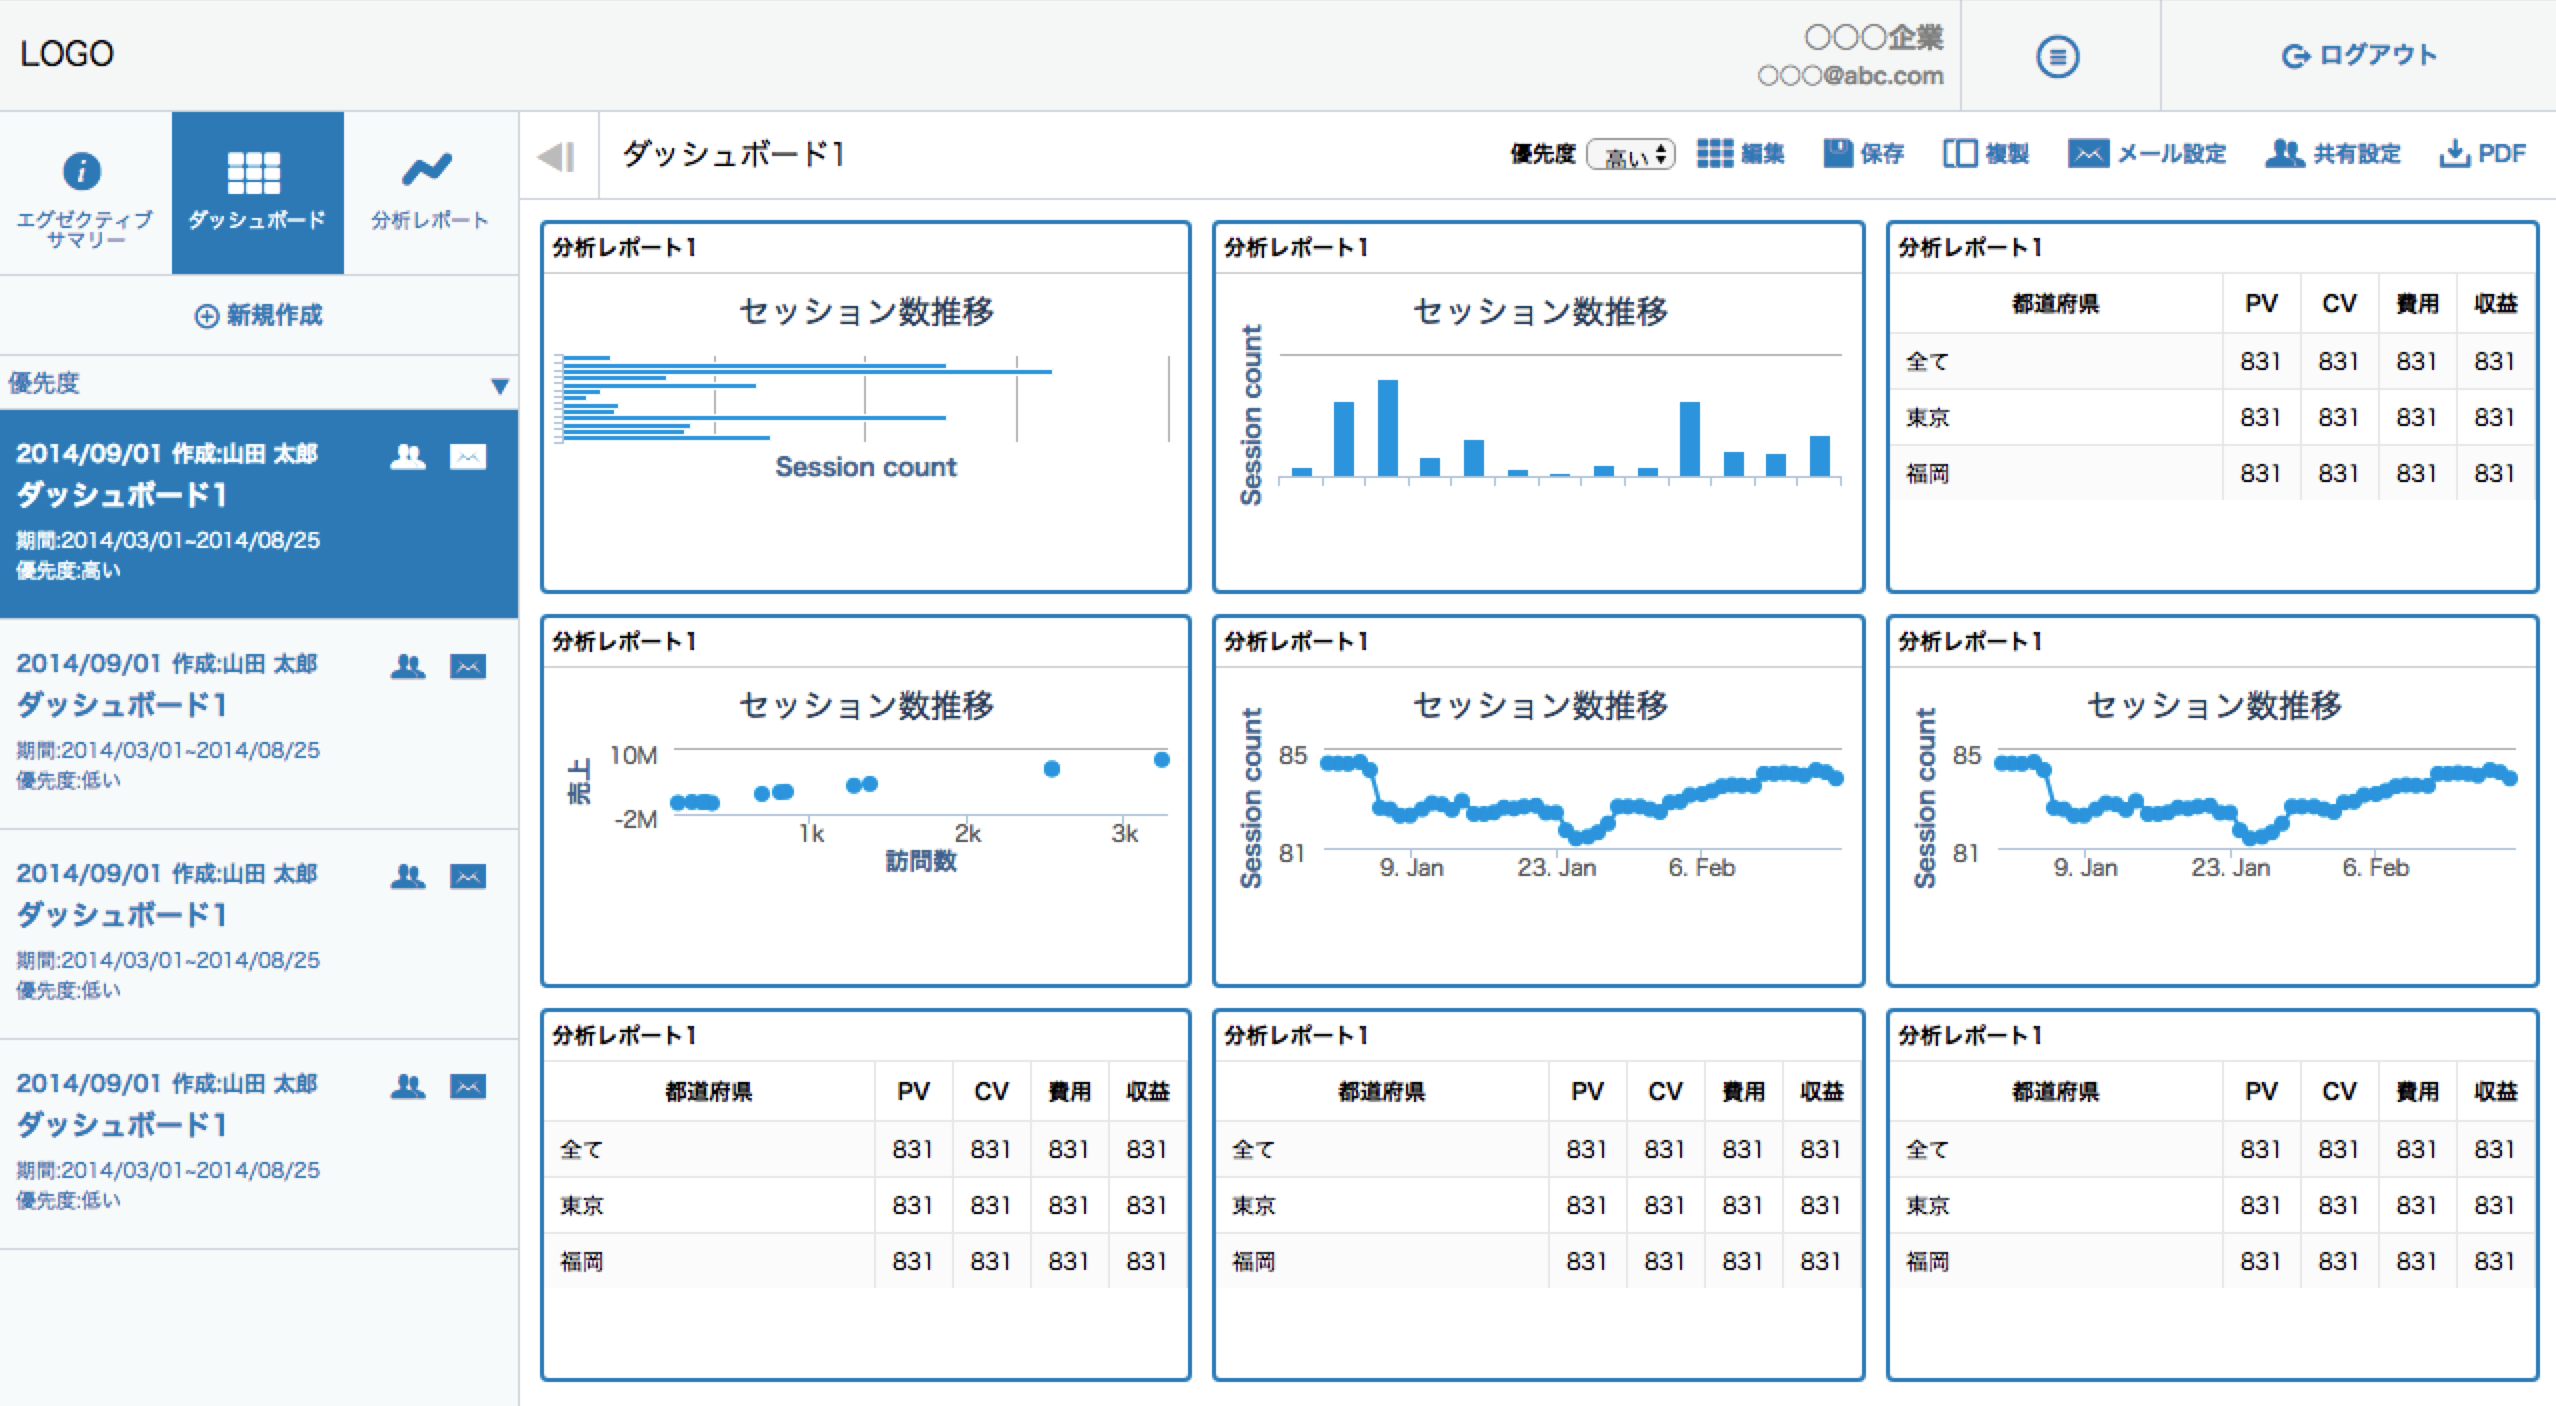 LOGO
○○○企業
○○○@abc.com
ログアウト
エグゼクティブ
サマリー
ダッシュボード
分析レポート
新規作成
優先度
2014/09/01 作成:山田 太郎
ダッシュボード1
期間:2014/03/01~2014/08/25
優先度:高い
2014/09/01 作成:山田 太郎
ダッシュボード1
期間:2014/03/01~2014/08/25
優先度:低い
2014/09/01 作成:山田 太郎
ダッシュボード1
期間:2014/03/01~2014/08/25
優先度:低い
2014/09/01 作成:山田 太郎
ダッシュボード1
期間:2014/03/01~2014/08/25
優先度:低い
ダッシュボード1
優先度 高い 編集 保存 複製 メール設定 共有設定 PDF
分析レポート1
セッション数推移
Session count
分析レポート1
セッション数推移
Session count
分析レポート1
都道府県 PV CV 費用 収益
全て 831 831 831 831
東京 831 831 831 831
福岡 831 831 831 831
分析レポート1
セッション数推移
売上
10M
-2M
1k 2k 3k
訪問数
分析レポート1
セッション数推移
Session count
85
81
9. Jan 23. Jan 6. Feb
分析レポート1
セッション数推移
Session count
85
81
9. Jan 23. Jan 6. Feb
分析レポート1
都道府県 PV CV 費用 収益
全て 831 831 831 831
東京 831 831 831 831
福岡 831 831 831 831
分析レポート1
都道府県 PV CV 費用 収益
全て 831 831 831 831
東京 831 831 831 831
福岡 831 831 831 831
分析レポート1
都道府県 PV CV 費用 収益
全て 831 831 831 831
東京 831 831 831 831
福岡 831 831 831 831